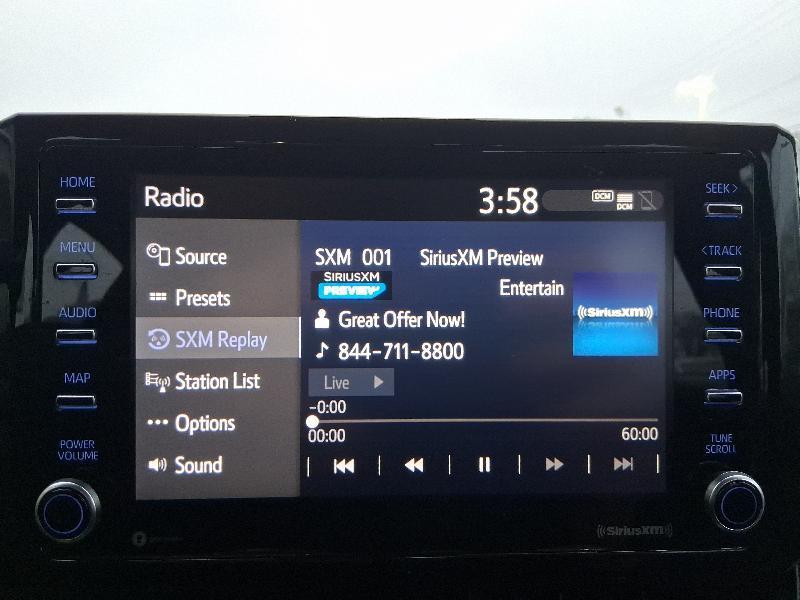 HOME
MENU
AUDIO
MAP
POWER
VOLUME
Radio
3:58
DCM
DCM
Source
Presets
SXM Replay
Station List
Options
Sound
SXM 001 SiriusXM Preview
SIRIUSXM
PREVIEW
Entertain
Great Offer Now!
844-711-8800
((SiriusXM))
Live
-0:00
00:00
60:00
SEEK >
< TRACK
PHONE
APPS
TUNE
SCROLL
((SiriusXM))